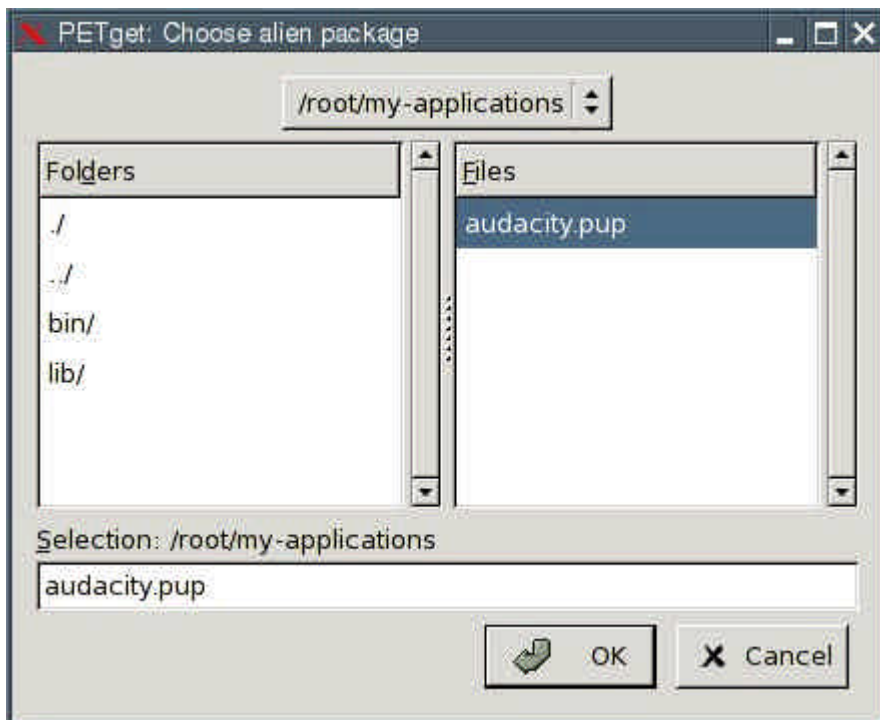 PETget: Choose alien package
/root/my-applications
Folders
Files
./
audacity.pup
../
bin/
lib/
Selection: /root/my-applications
audacity.pup
OK
Cancel